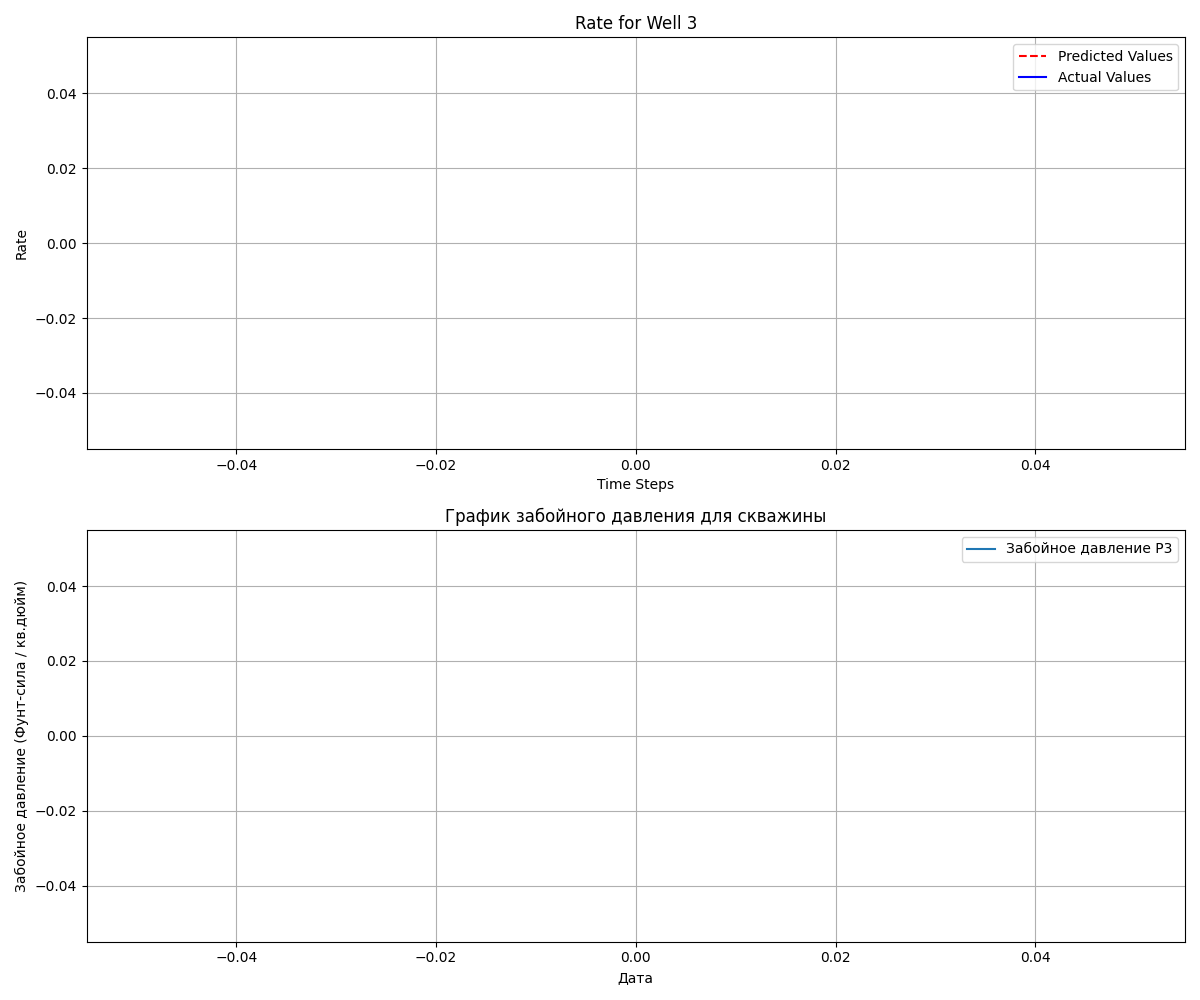 Rate for Well 3
Predicted Values
Actual Values
0.04
0.02
0.00
−0.02
−0.04
Rate
−0.04
−0.02
0.00
0.02
0.04
Time Steps
График забойного давления для скважины
Забойное давление P3
0.04
0.02
0.00
−0.02
−0.04
Забойное давление (Фунт-сила / кв.дюйм)
−0.04
−0.02
0.00
0.02
0.04
Дата